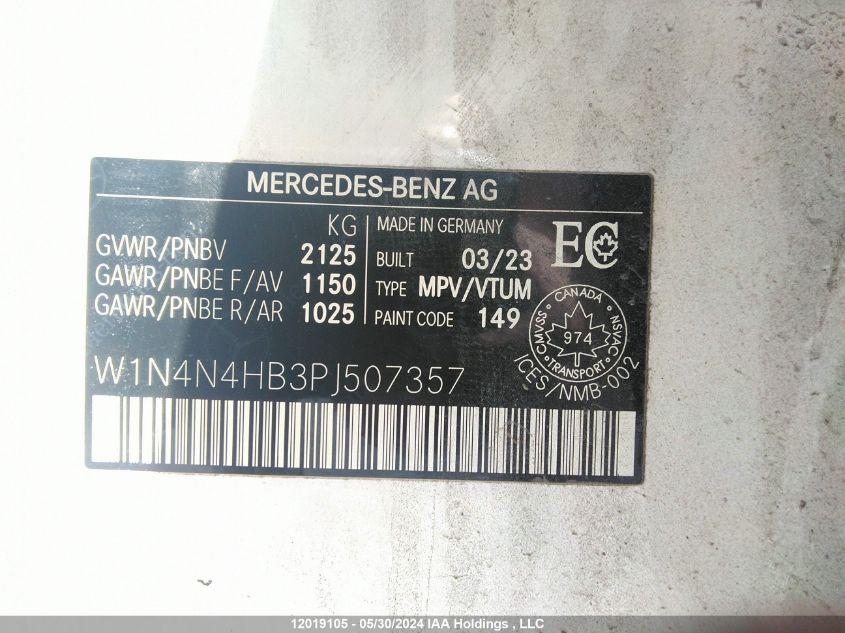 MERCEDES-BENZ AG
KG
GVWR/PNBV 2125
GAWR/PNBE F/AV 1150
GAWR/PNBE R/AR 1025
MADE IN GERMANY
BUILT 03/23
TYPE MPV/VTUM
PAINT CODE 149
EC
CANADA
CMVSS
NSVAC
974
TRANSPORT
ICES/NMB-002
W1N4N4HB3PJ507357
12019105 - 05/30/2024 IAA Holdings , LLC